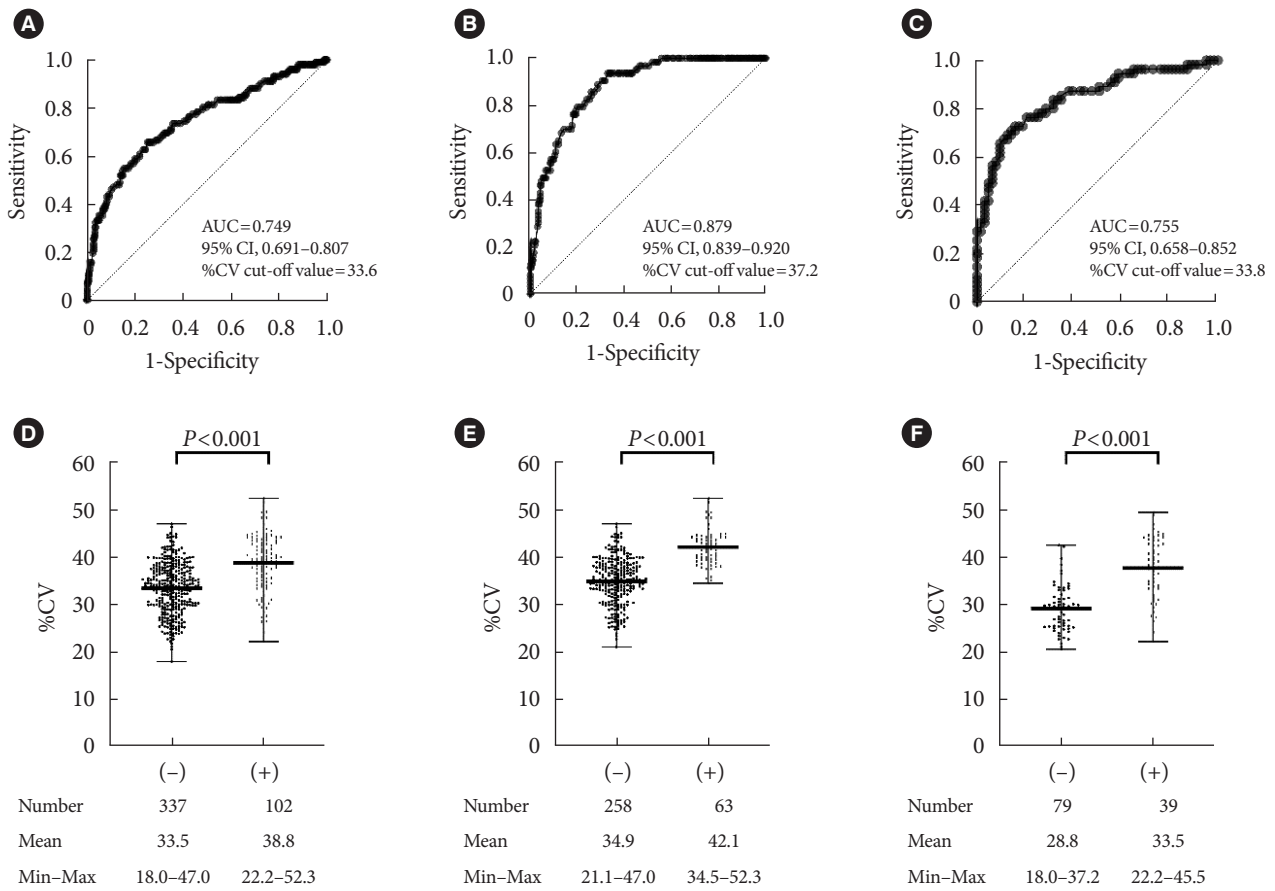 A
1.0
0.8
0.6
0.4
0.2
0
Sensitivity
AUC=0.749
95% CI, 0.691–0.807
%CV cut-off value=33.6
0 0.2 0.4 0.6 0.8 1.0
1-Specificity
B
1.0
0.8
0.6
0.4
0.2
0
Sensitivity
AUC=0.879
95% CI, 0.839–0.920
%CV cut-off value=37.2
0 0.2 0.4 0.6 0.8 1.0
1-Specificity
C
1.0
0.8
0.6
0.4
0.2
0
Sensitivity
AUC=0.755
95% CI, 0.658–0.852
%CV cut-off value=33.8
0 0.2 0.4 0.6 0.8 1.0
1-Specificity
D
P<0.001
60
50
40
30
20
10
0
%CV
(–) (+)
Number 337 102
Mean 33.5 38.8
Min–Max 18.0–47.0 22.2–52.3
E
P<0.001
60
50
40
30
20
10
0
%CV
(–) (+)
Number 258 63
Mean 34.9 42.1
Min–Max 21.1–47.0 34.5–52.3
F
P<0.001
60
50
40
30
20
10
0
%CV
(–) (+)
Number 79 39
Mean 28.8 33.5
Min–Max 18.0–37.2 22.2–45.5